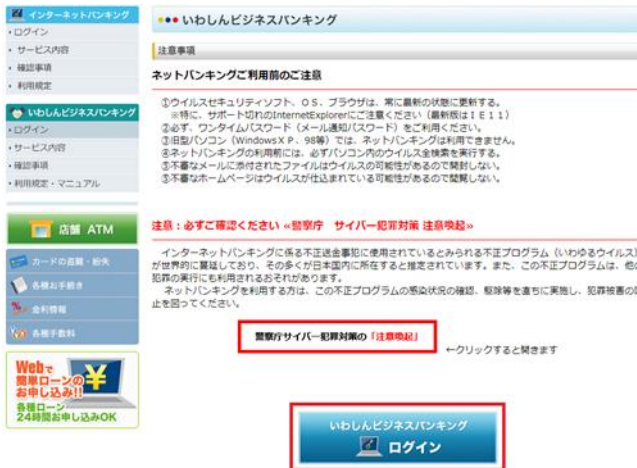 インターネットバンキング
・ログイン
・サービス内容
・確認事項
・利用規定
いわしんビジネスバンキング
・ログイン
・サービス内容
・確認事項
・利用規定・マニュアル
店舗 ATM
カードの盗難・紛失
各種お手続き
金利情報
各種手数料
Webで
簡単ローンの
お申し込み!!
各種ローン
24時間お申し込みOK
いわしんビジネスバンキング
注意事項
ネットバンキングご利用前のご注意
①ウイルスセキュリティソフト、OS、ブラウザは、常に最新の状態に更新する。
※特に、サポート切れのInternetExplorerにご注意ください（最新版はIE11）
②必ず、ワンタイムパスワード（メール通知パスワード）をご利用ください。
③旧型パソコン（WindowsXP、98等）では、ネットバンキングは利用できません。
④ネットバンキングの利用前には、必ずパソコン内のウイルス全検索を実行する。
⑤不審なメールに添付されたファイルはウイルスの可能性があるので開封しない。
⑤不審なホームページはウイルスが仕込まれている可能性があるので閲覧しない。
注意：必ずご確認ください «警察庁　サイバー犯罪対策 注意喚起»
インターネットバンキングに係る不正送金事犯に使用されているとみられる不正プログラム（いわゆるウイルス）
が世界的に蔓延しており、その多くが日本国内に所在すると推定されています。また、この不正プログラムは、他の
犯罪の実行にも利用されるおそれがあります。
ネットバンキングを利用する方は、この不正プログラムの感染状況の確認、駆除等を直ちに実施し、犯罪被害の防
止を図ってください。
警察庁サイバー犯罪対策の「注意喚起」
←クリックすると開きます
いわしんビジネスバンキング
ログイン